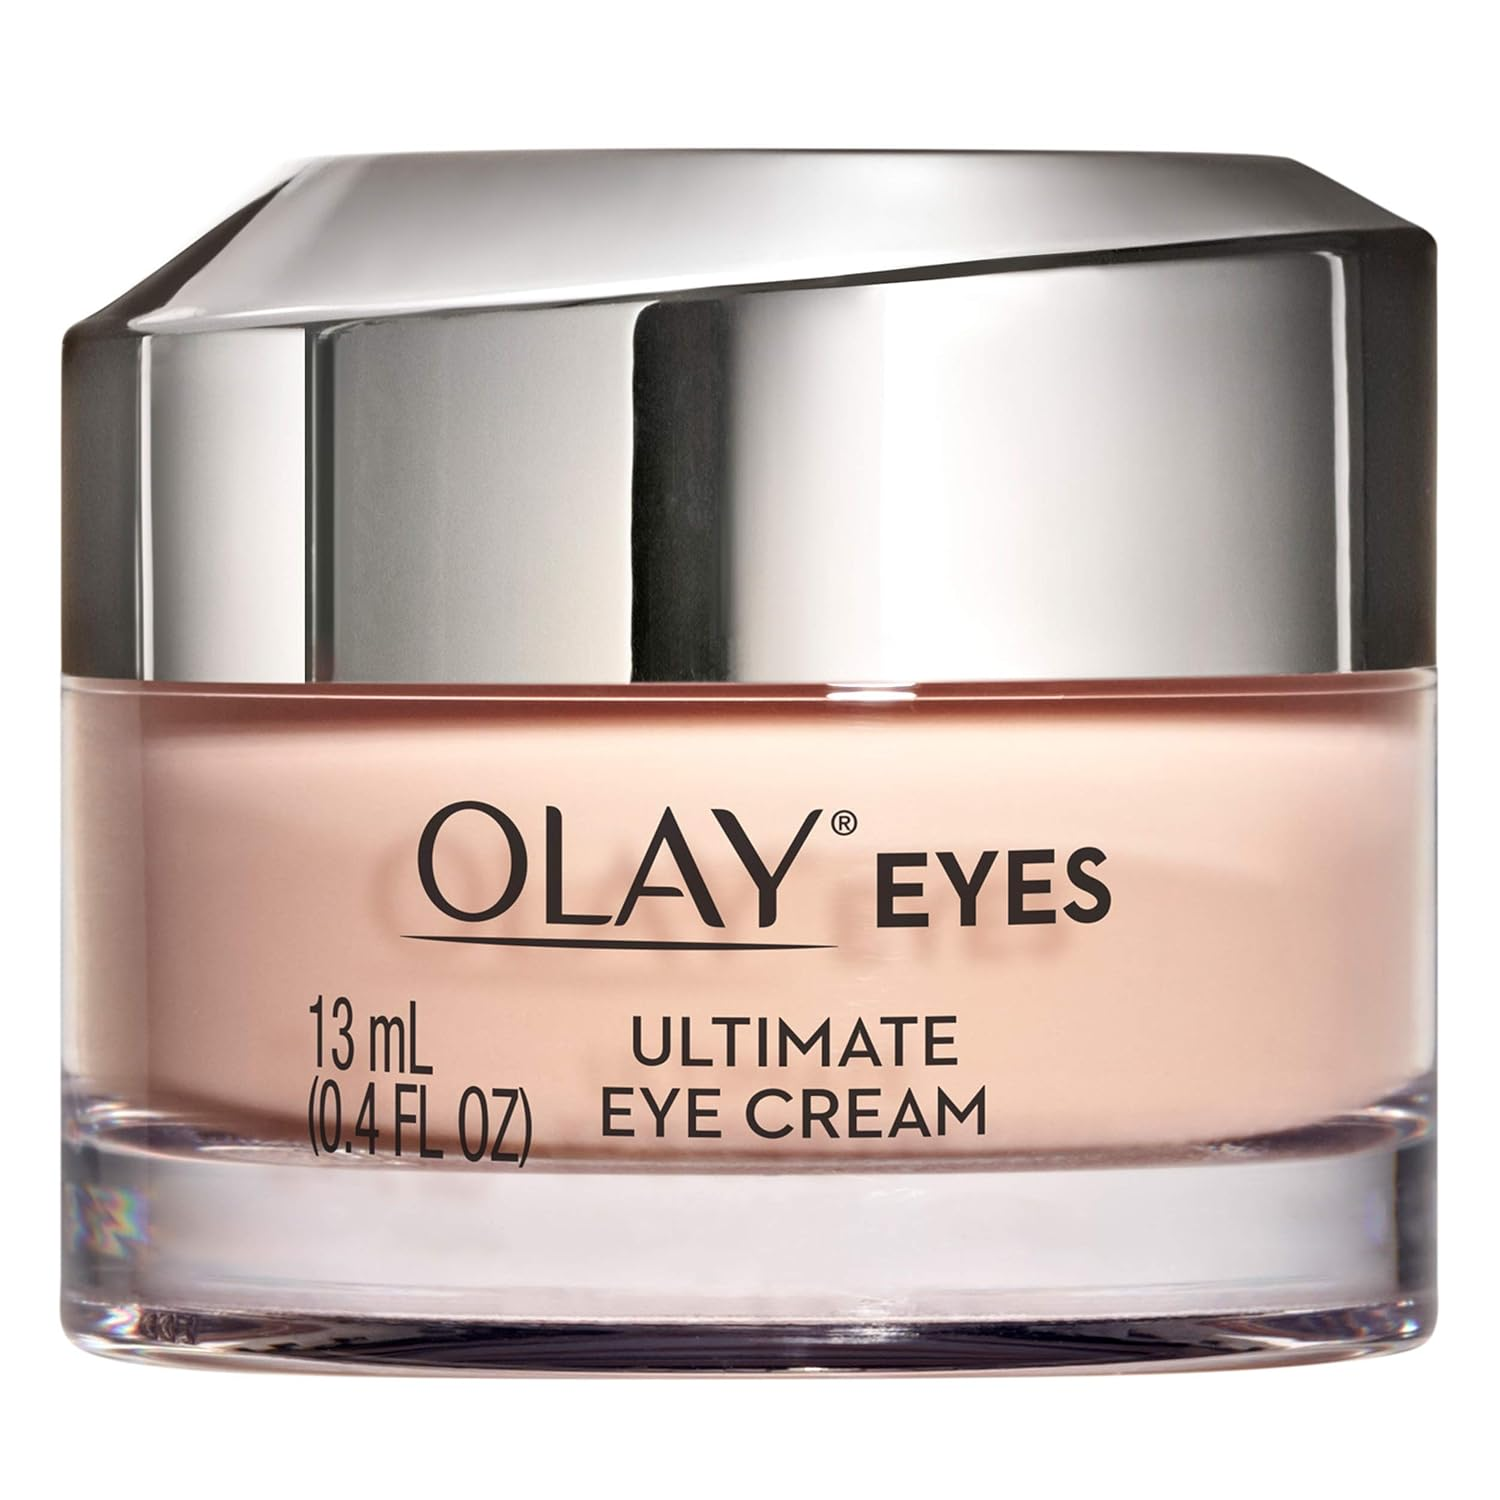 OLAY® EYES
ULTIMATE
EYE CREAM
13 mL
(0.4 FL OZ)